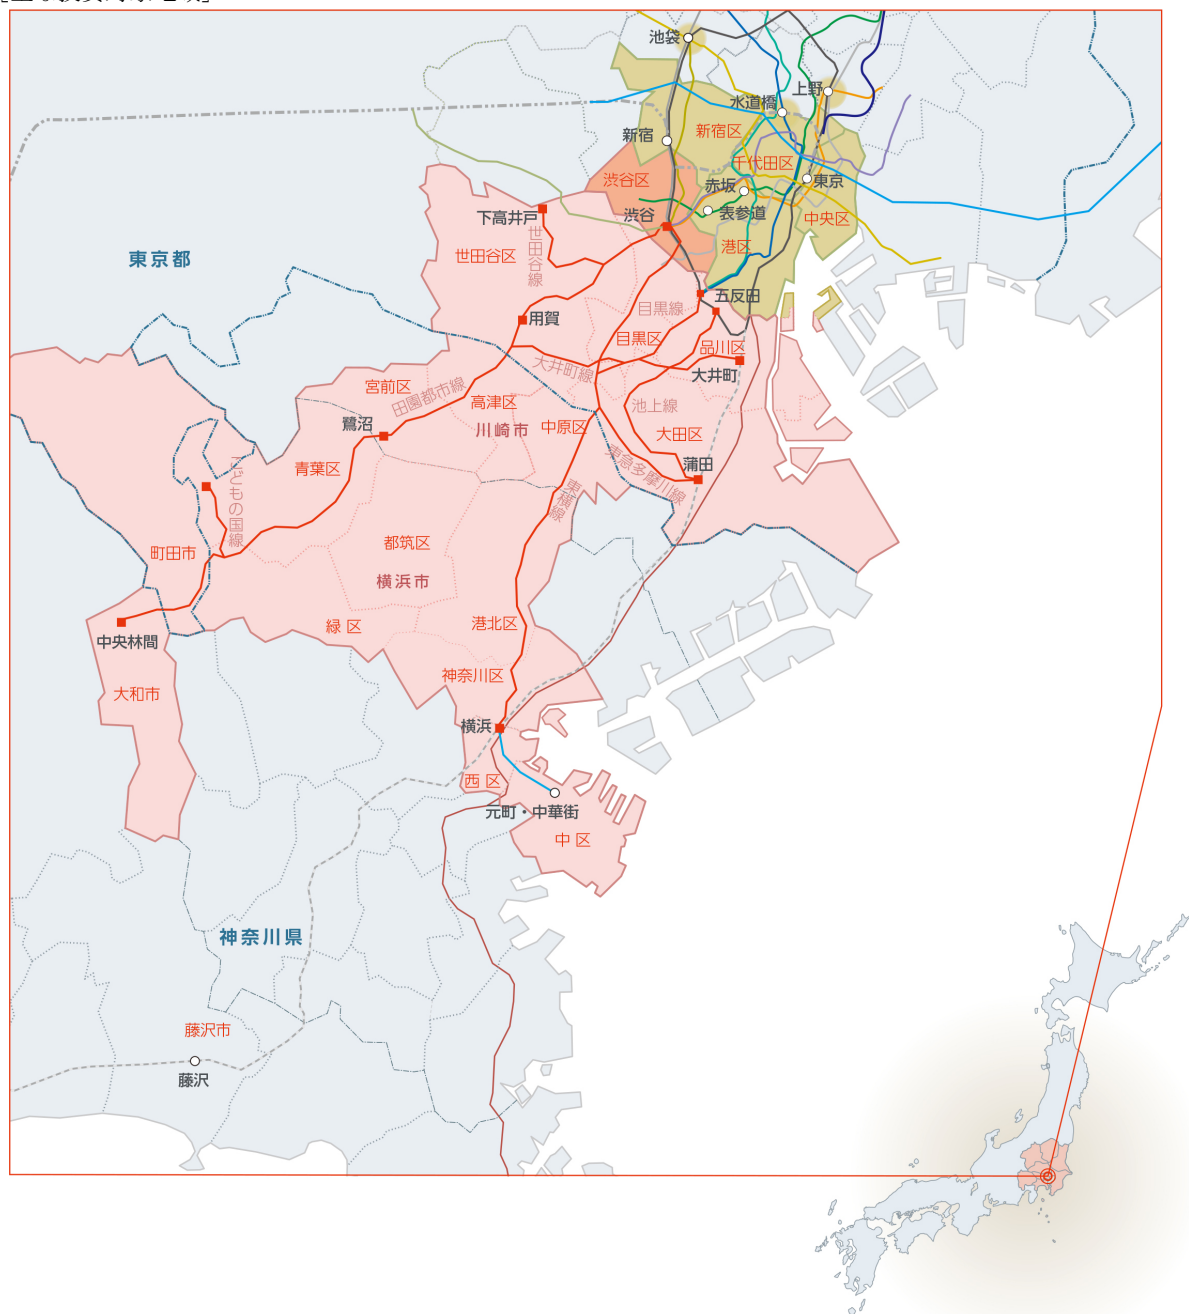 池袋
上野
水道橋
新宿
新宿区
千代田区
渋谷区
赤坂
東京
渋谷
表参道
中央区
下高井戸
世田谷線
港区
世田谷区
東京都
五反田
目黒線
用賀
目黒区
品川区
大井町線
大井町
宮前区
田園都市線
高津区
池上線
鷺沼
川崎市
中原区
大田区
東急多摩川線
蒲田
青葉区
こどもの国線
東横線
町田市
都筑区
横浜市
緑区
港北区
中央林間
神奈川区
大和市
横浜
西区
元町・中華街
中区
神奈川県
藤沢市
藤沢